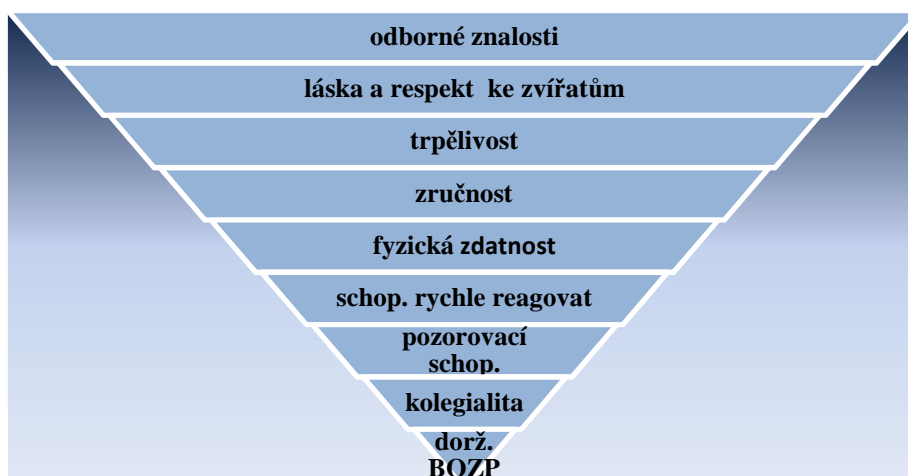 odborné znalosti
láska a respekt  ke zvířatům
trpělivost
zručnost
fyzická zdatnost
schop. rychle reagovat
pozorovací
schop.
kolegialita
dorž.
BOZP